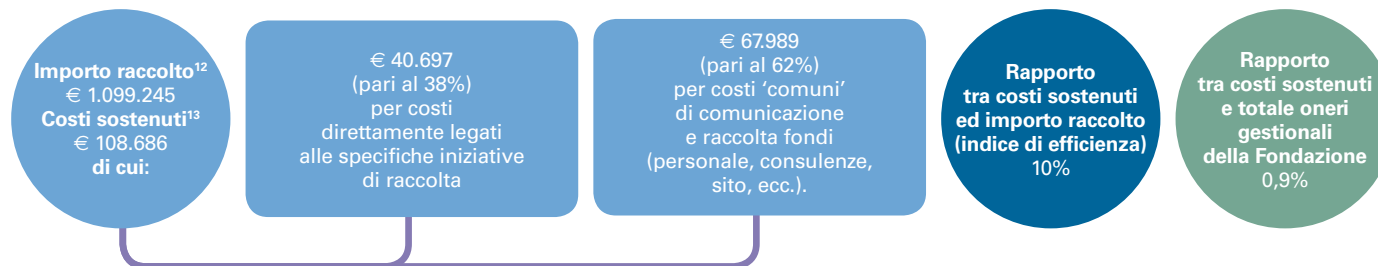 Importo raccolto¹²
€ 1.099.245
Costi sostenuti¹³
€ 108.686
di cui:
€ 40.697
(pari al 38%)
per costi
direttamente legati
alle specifiche iniziative
di raccolta
€ 67.989
(pari al 62%)
per costi ‘comuni’
di comunicazione
e raccolta fondi
(personale, consulenze,
sito, ecc.).
Rapporto
tra costi sostenuti
ed importo raccolto
(indice di efficienza)
10%
Rapporto
tra costi sostenuti
e totale oneri
gestionali
della Fondazione
0,9%